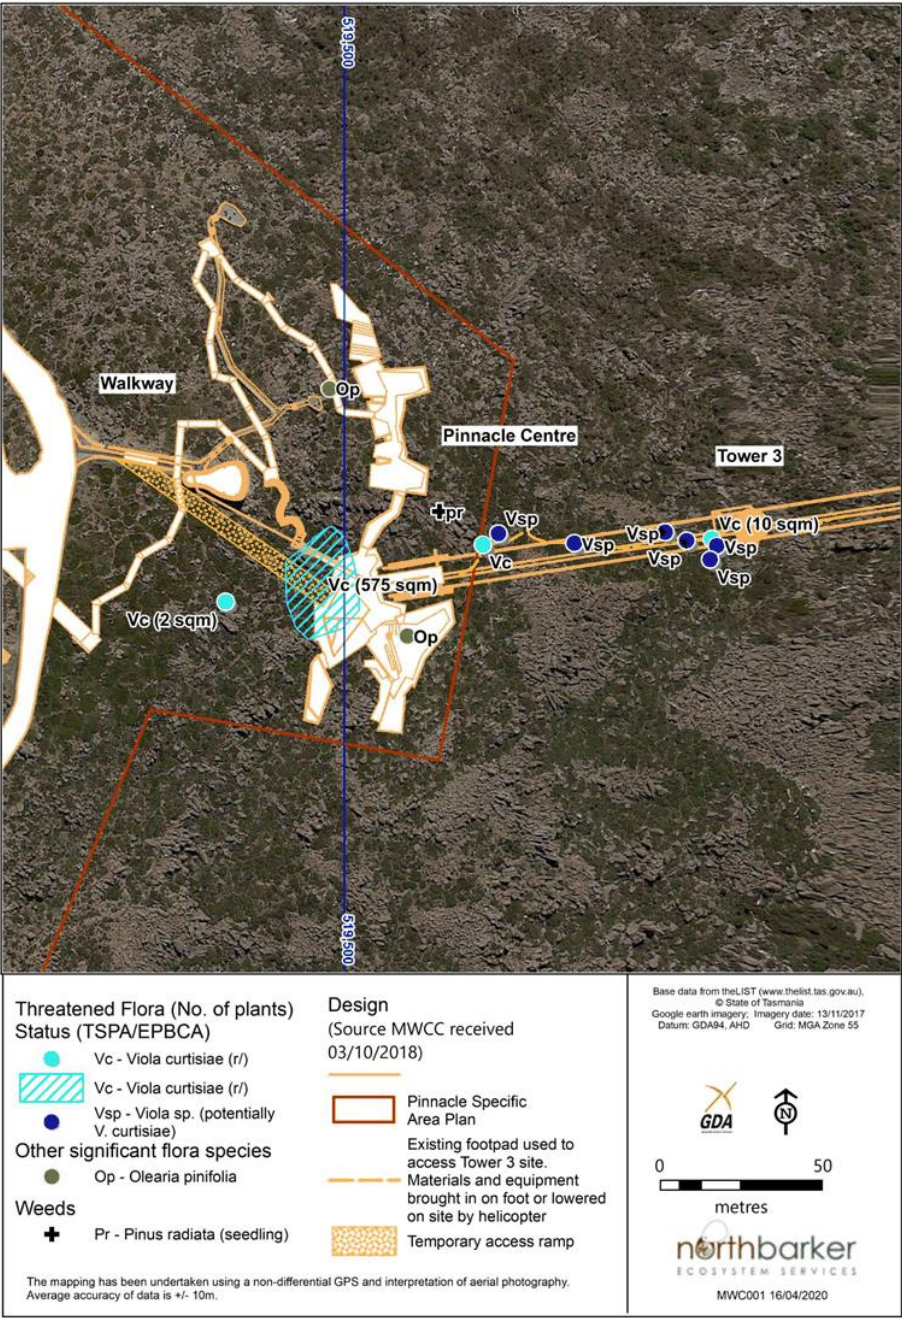 519,500
Op
Walkway
Pinnacle Centre
Tower 3
pr
Vsp
Vsp
Vc (10 sqm)
Vsp
Vsp
Vsp
Vc
Vsp
Vc (575 sqm)
Vc (2 sqm)
Op
519,500
Threatened Flora (No. of plants)
Status (TSPA/EPBCA)
Vc - Viola curtisiae (r/)
Vc - Viola curtisiae (r/)
Vsp - Viola sp. (potentially
V. curtisiae)
Other significant flora species
Op - Olearia pinifolia
Weeds
Pr - Pinus radiata (seedling)
Design
(Source MWCC received
03/10/2018)
Pinnacle Specific
Area Plan
Existing footpad used to
access Tower 3 site.
Materials and equipment
brought in on foot or lowered
on site by helicopter
Temporary access ramp
The mapping has been undertaken using a non-differential GPS and interpretation of aerial photography.
Average accuracy of data is +/- 10m.
Base data from theLIST (www.thelist.tas.gov.au),
© State of Tasmania
Google earth imagery; Imagery date: 13/11/2017
Datum: GDA94, AHD Grid: MGA Zone 55
GDA
N
0 50
metres
northbarker
ECOSYSTEM SERVICES
MWC001 16/04/2020